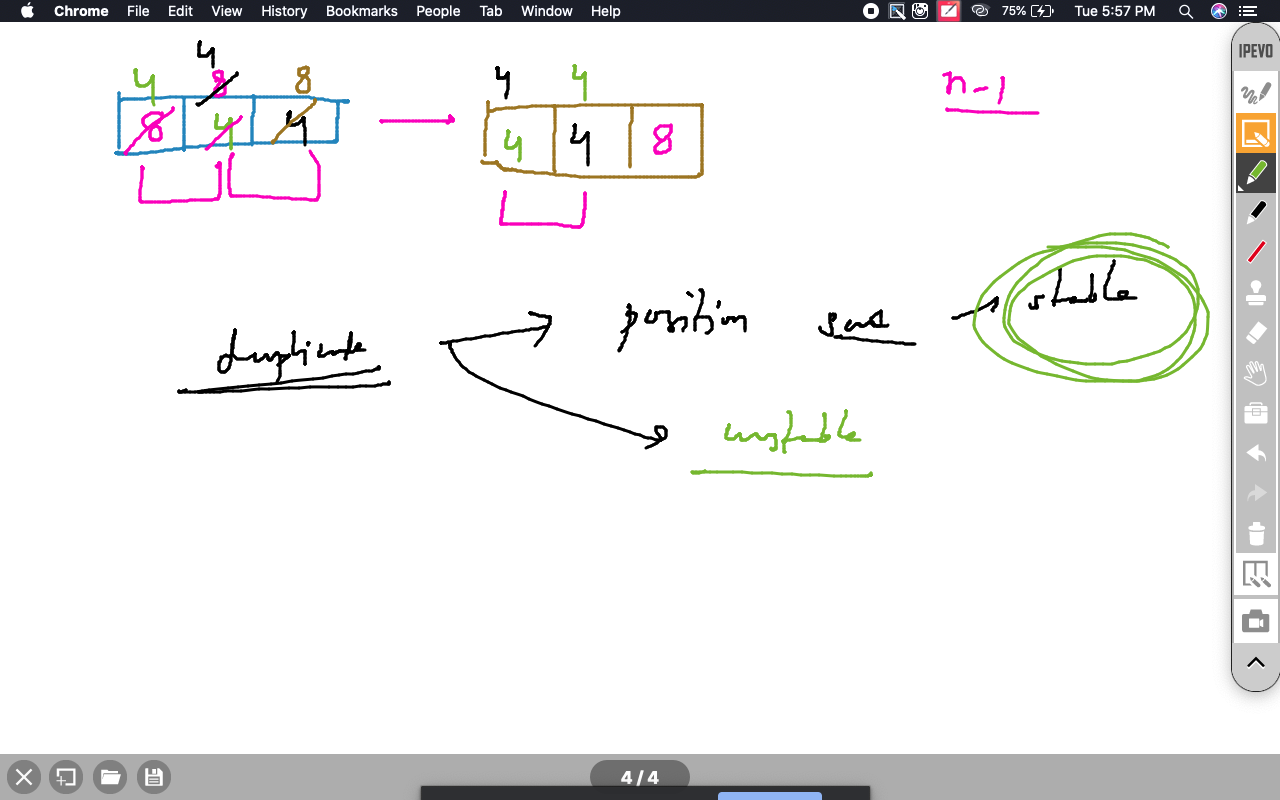 Chrome File Edit View History Bookmarks People Tab Window Help 75% Tue 5:57 PM
IPEVO
4
4 8 8
8 4 4
4 4
4 4 8
n-1
duplicate position stable
unstable
4 / 4